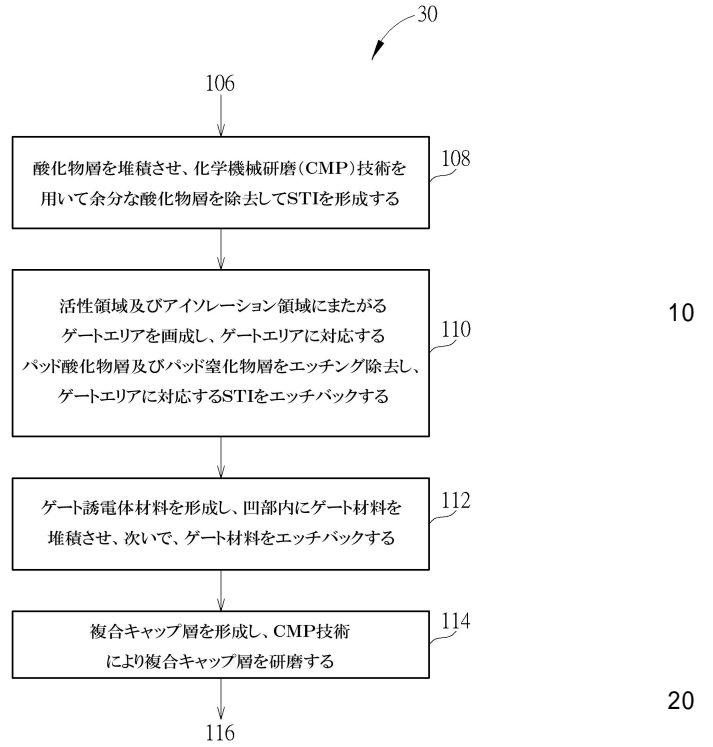 30
106
酸化物層を堆積させ、化学機械研磨(CMP)技術を
用いて余分な酸化物層を除去してSTIを形成する
108
活性領域及びアイソレーション領域にまたがる
ゲートエリアを画成し、ゲートエリアに対応する
パッド酸化物層及びパッド窒化物層をエッチング除去し、
ゲートエリアに対応するSTIをエッチバックする
110
10
ゲート誘電体材料を形成し、凹部内にゲート材料を
堆積させ、次いで、ゲート材料をエッチバックする
112
複合キャップ層を形成し、CMP技術
により複合キャップ層を研磨する
114
116
20